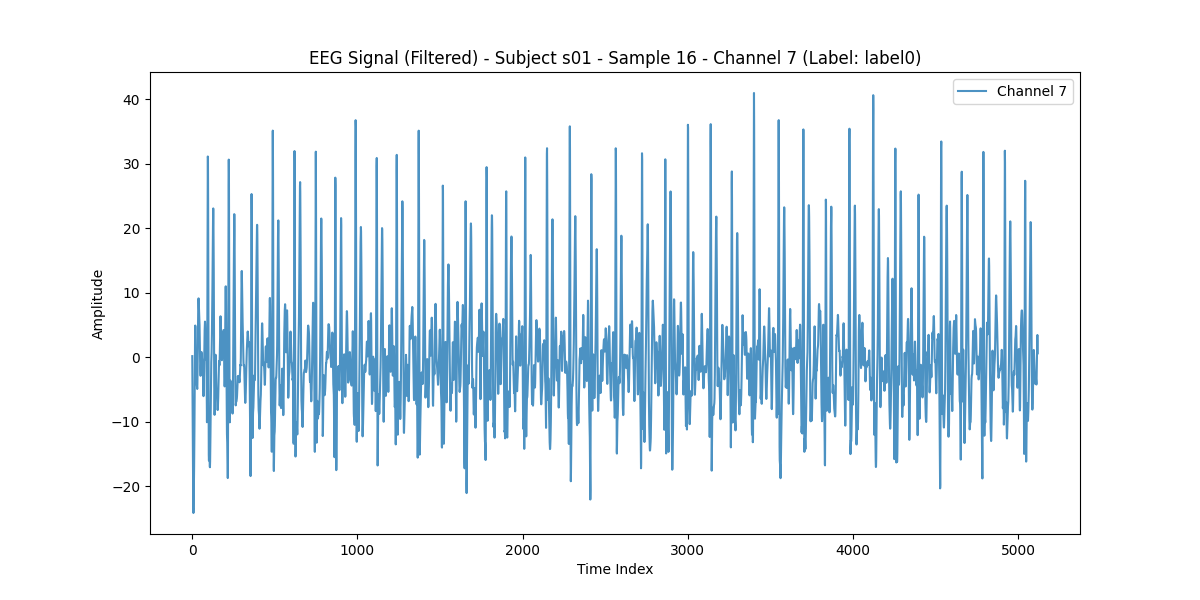 EEG Signal (Filtered) - Subject s01 - Sample 16 - Channel 7 (Label: label0)
Channel 7
Amplitude
40
30
20
10
0
−10
−20
0 1000 2000 3000 4000 5000
Time Index